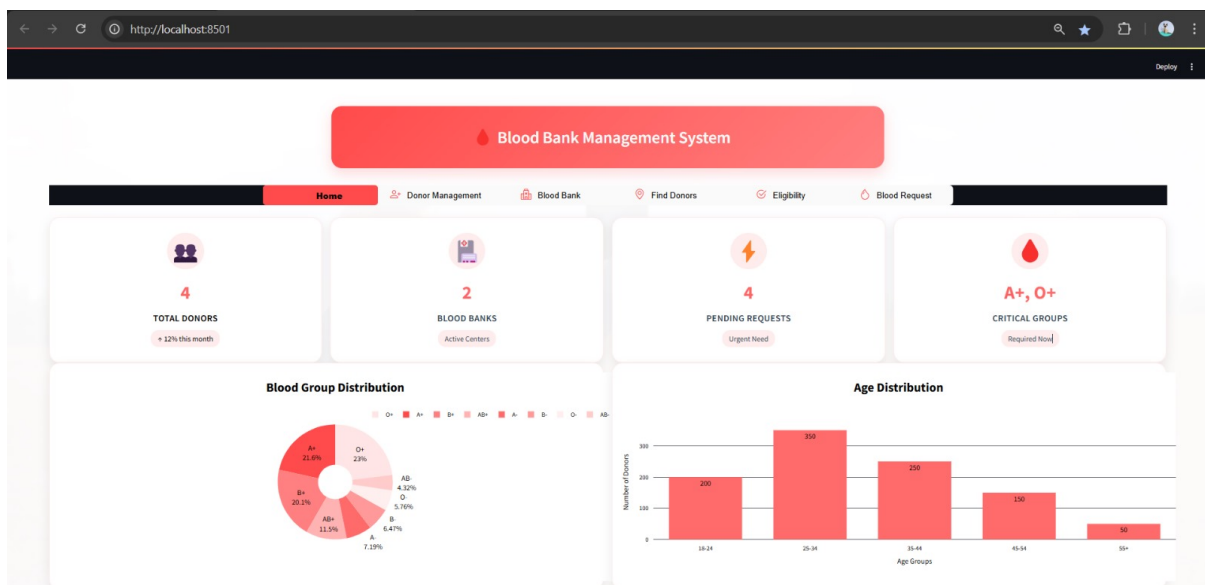 http://localhost:8501
Deploy
Blood Bank Management System
Home
Donor Management
Blood Bank
Find Donors
Eligibility
Blood Request
4
TOTAL DONORS
+ 12% this month
2
BLOOD BANKS
Active Centers
4
PENDING REQUESTS
Urgent Need
A+, O+
CRITICAL GROUPS
Required Now
Blood Group Distribution
O+ A+ B+ AB+ A- B- O- AB-
A+
21.6%
O+
23%
B+
20.1%
AB+
11.5%
AB-
4.32%
O-
5.76%
B-
6.47%
A-
7.19%
Age Distribution
Number of Donors
300
200
100
0
200
350
250
150
50
18-24
25-34
35-44
45-54
55+
Age Groups